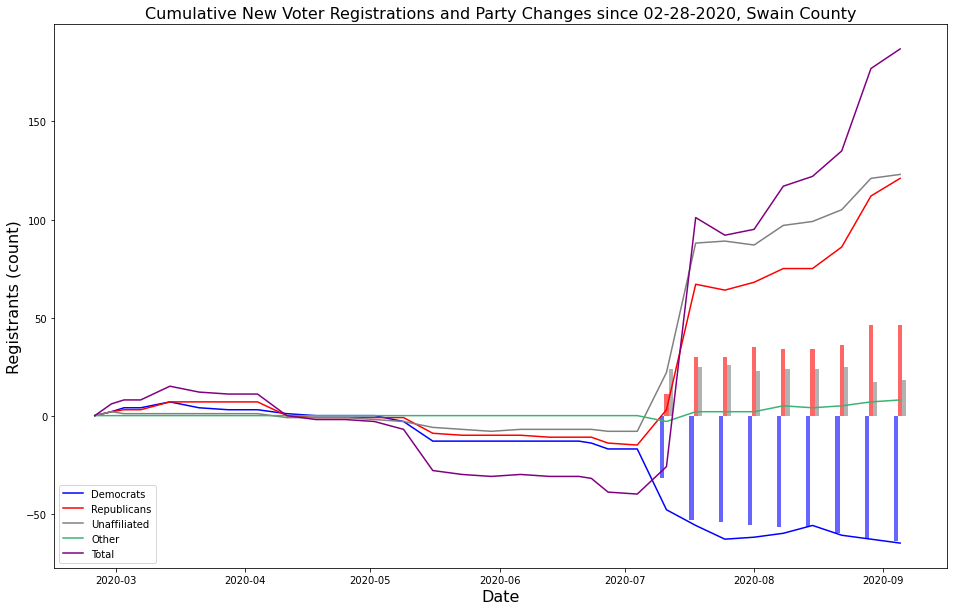 Cumulative New Voter Registrations and Party Changes since 02-28-2020, Swain County
Registrants (count)
150
100
50
0
−50
Democrats
Republicans
Unaffiliated
Other
Total
2020-03 2020-04 2020-05 2020-06 2020-07 2020-08 2020-09
Date